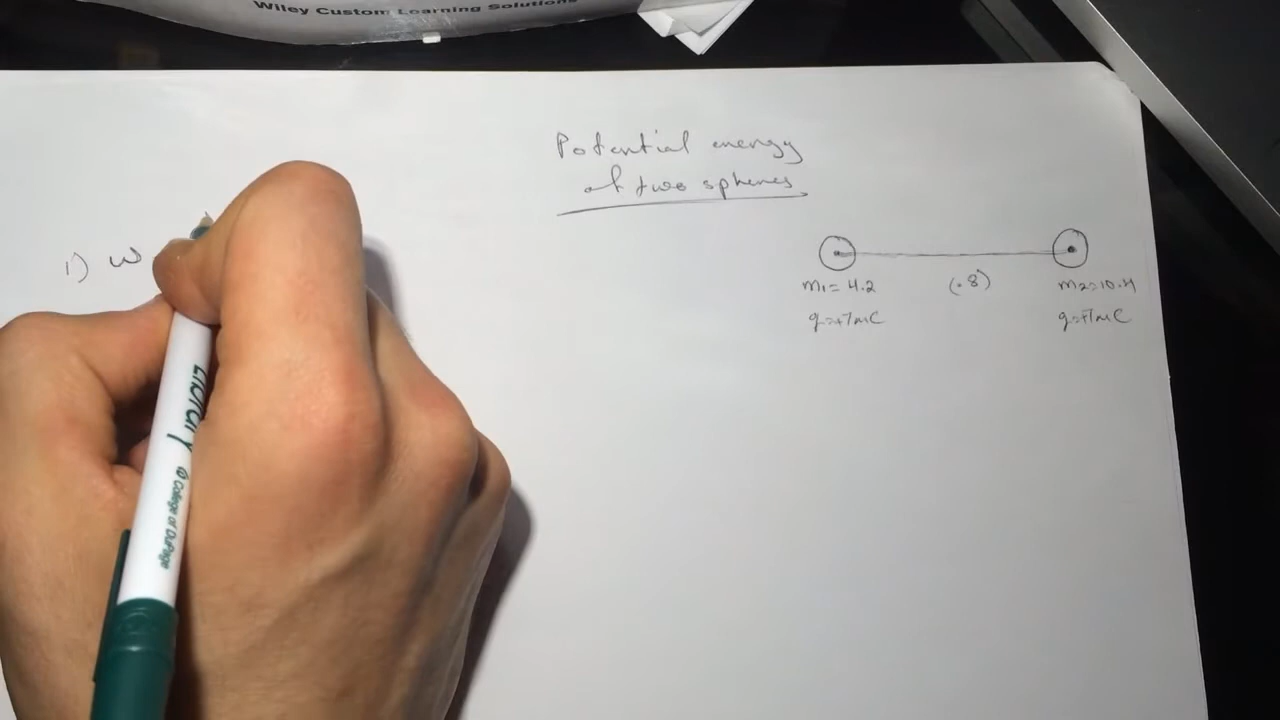 Wiley Custom Learning Solutions
Potential energy
of two spheres
1) W
m1 = 4.2
(.8)
m2=10.4
q=+7mC
q=+7mC
Library
@ College of DuPage